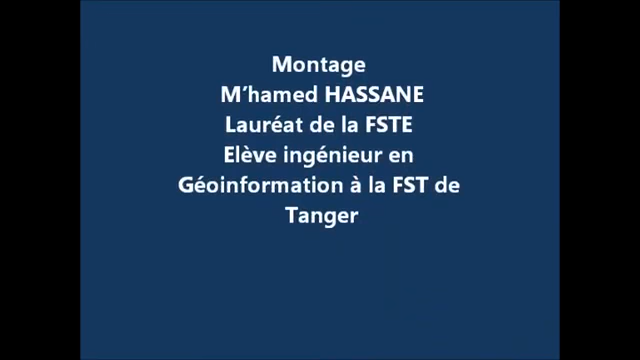 Montage
M'hamed HASSANE
Lauréat de la FSTE
Elève ingénieur en
Géoinformation à la FST de
Tanger